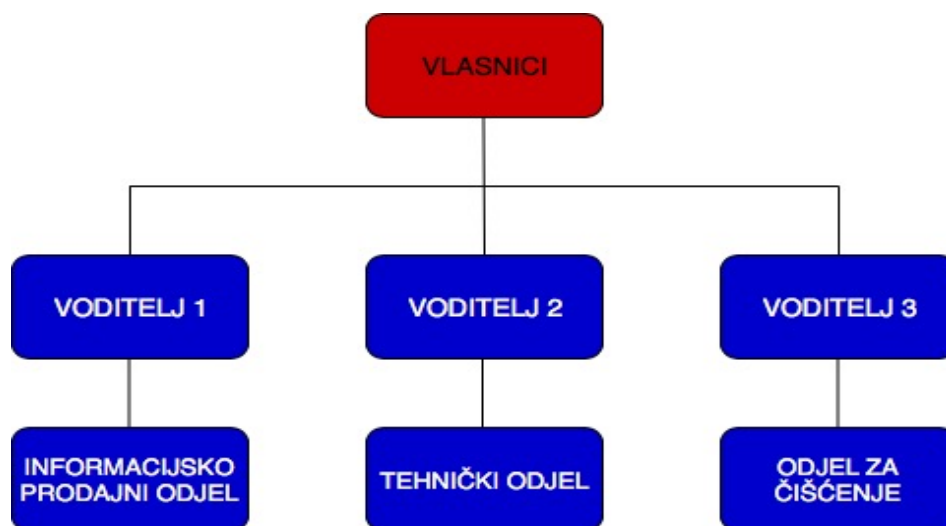 VLASNICI
VODITELJ 1
VODITELJ 2
VODITELJ 3
INFORMACIJSKO
PRODAJNI ODJEL
TEHNIČKI ODJEL
ODJEL ZA
ČIŠĆENJE